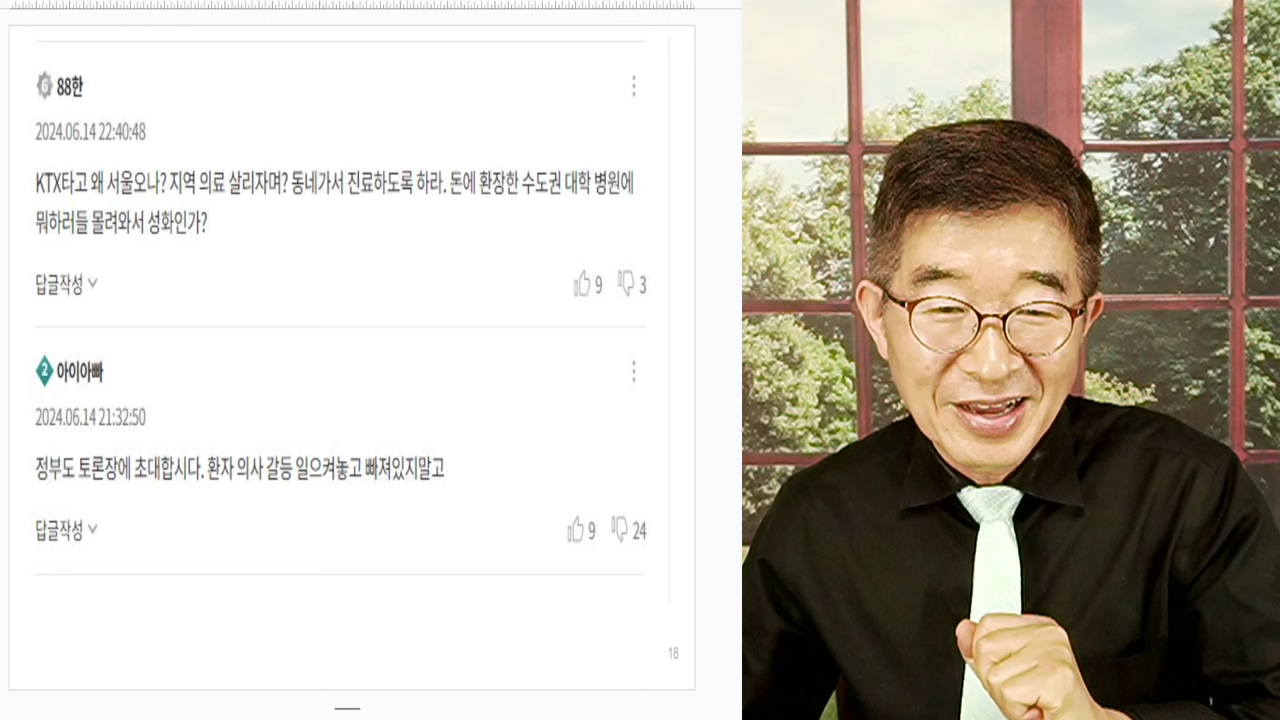 6 88한
2024.06.14 22:40:48
KTX타고 왜 서울오나? 지역 의료 살리자며? 동네가서 진료하도록 하라. 돈에 환장한 수도권 대학 병원에
뭐하러들 몰려와서 성화인가?
답글작성
9 3
2 아이아빠
2024.06.14 21:32:50
정부도 토론장에 초대합시다. 환자 의사 갈등 일으켜놓고 빠져있지말고
답글작성
9 24
18